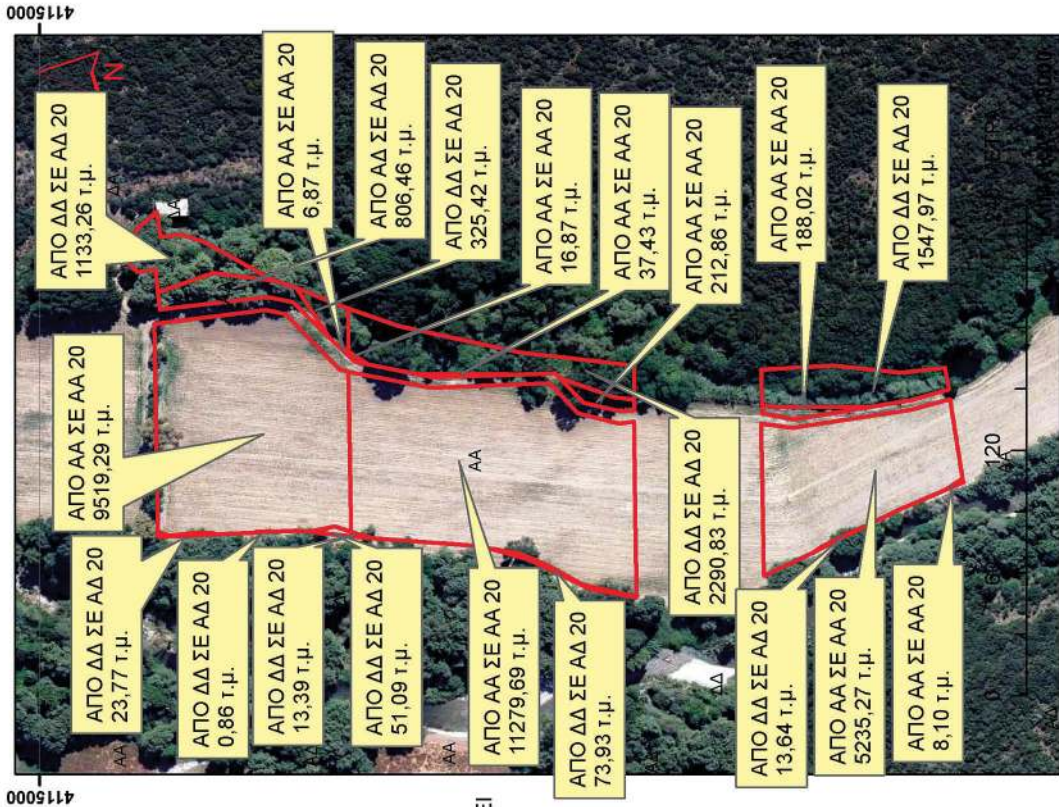 4115000
4115000
N
ΑΠΟ ΔΔ ΣΕ ΑΔ 20
1133,26 τ.μ.
ΑΠΟ ΑΑ ΣΕ ΑΑ 20
6,87 τ.μ.
ΑΠΟ ΑΔ ΣΕ ΑΔ 20
806,46 τ.μ.
ΑΠΟ ΔΔ ΣΕ ΑΔ 20
325,42 τ.μ.
ΑΠΟ ΑΑ ΣΕ ΑΑ 20
16,87 τ.μ.
ΑΠΟ ΑΑ ΣΕ ΑΑ 20
37,43 τ.μ.
ΑΠΟ ΑΑ ΣΕ ΑΑ 20
212,86 τ.μ.
ΑΠΟ ΑΑ ΣΕ ΑΑ 20
188,02 τ.μ.
ΑΠΟ ΔΔ ΣΕ ΑΔ 20
1547,97 τ.μ.
ΔΔ
ΔΑ
ΑΠΟ ΑΑ ΣΕ ΑΑ 20
9519,29 τ.μ.
ΑΑ
120
ΑΑ
ΑΠΟ ΔΔ ΣΕ ΑΔ 20
2290,83 τ.μ.
ΑΠΟ ΔΔ ΣΕ ΑΔ 20
23,77 τ.μ.
ΑΠΟ ΔΔ ΣΕ ΑΔ 20
0,86 τ.μ.
ΑΠΟ ΔΔ ΣΕ ΑΔ 20
13,39 τ.μ.
ΑΠΟ ΔΔ ΣΕ ΑΔ 20
51,09 τ.μ.
ΑΠΟ ΑΑ ΣΕ ΑΑ 20
11279,69 τ.μ.
ΑΠΟ ΔΔ ΣΕ ΑΔ 20
73,93 τ.μ.
ΑΠΟ ΔΔ ΣΕ ΑΔ 20
13,64 τ.μ.
ΑΠΟ ΑΑ ΣΕ ΑΑ 20
5235,27 τ.μ.
ΑΠΟ ΑΑ ΣΕ ΑΑ 20
8,10 τ.μ.
ΔΔ
ΑΑ
ΑΑ
ΕΙ